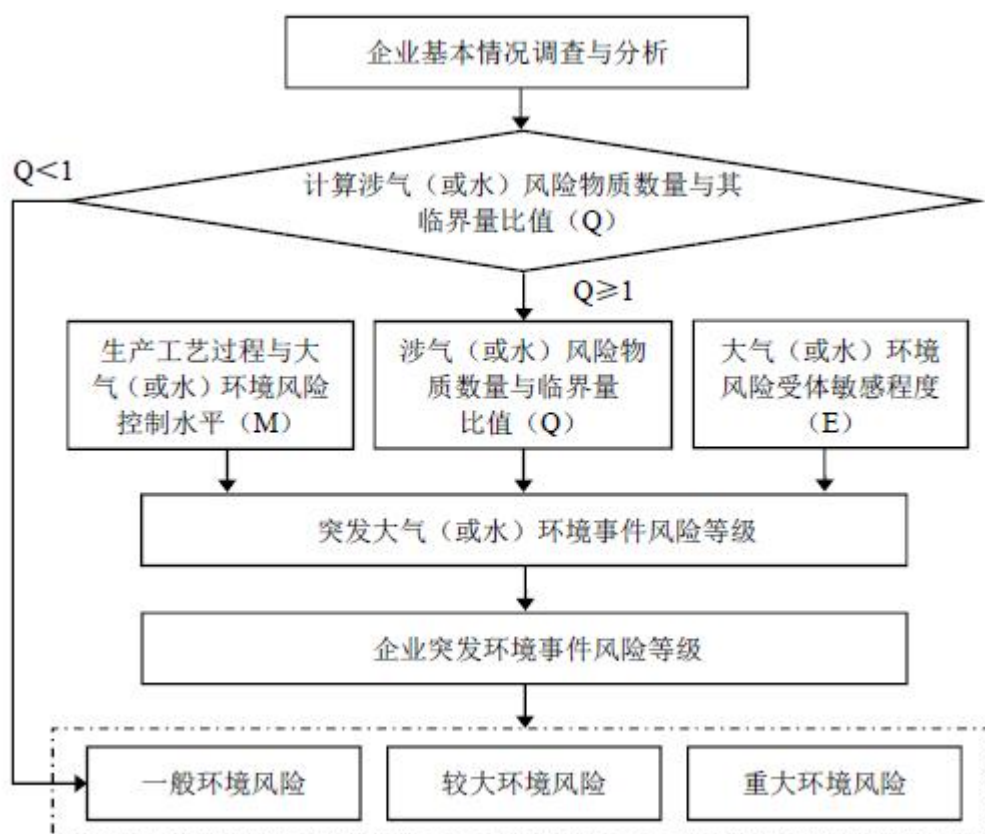 企业基本情况调查与分析
Q＜1
计算涉气（或水）风险物质数量与其
临界量比值（Q）
Q≥1
生产工艺过程与大
气（或水）环境风险
控制水平（M）
涉气（或水）风险物
质数量与临界量
比值（Q）
大气（或水）环境
风险受体敏感程度
（E）
突发大气（或水）环境事件风险等级
企业突发环境事件风险等级
一般环境风险
较大环境风险
重大环境风险